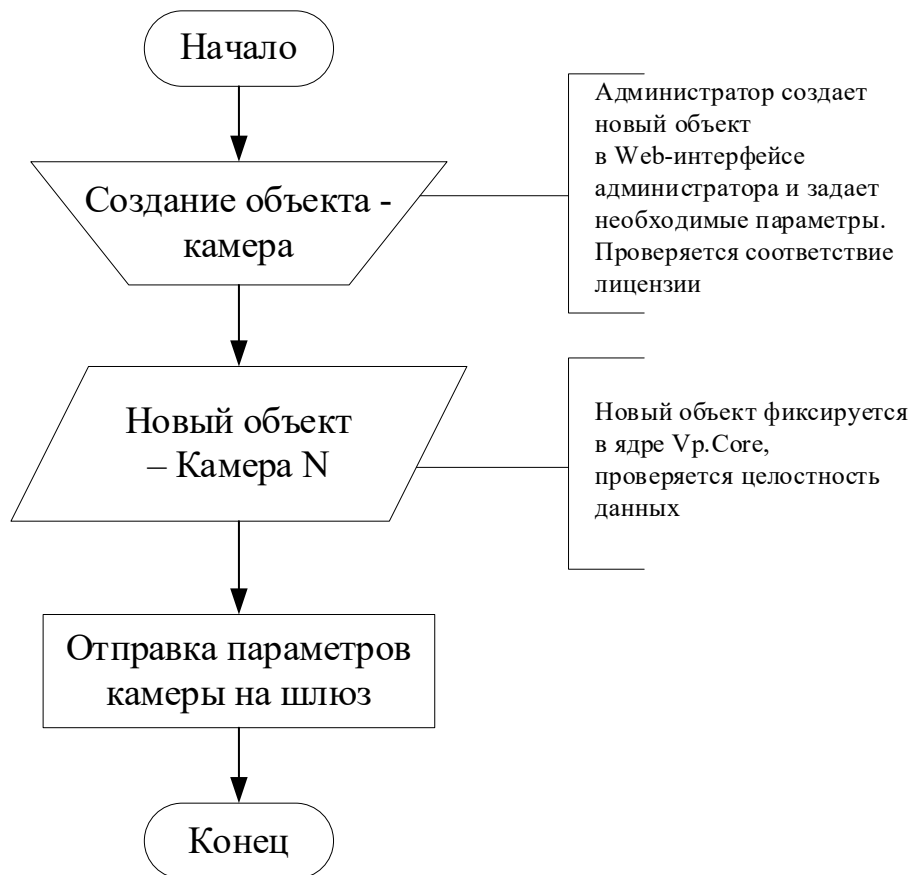 Начало
Администратор создает
новый объект
в Web-интерфейсе
администратора и задает
необходимые параметры.
Проверяется соответствие
лицензии
Создание объекта -
камера
Новый объект
– Камера N
Новый объект фиксируется
в ядре Vp.Core,
проверяется целостность
данных
Отправка параметров
камеры на шлюз
Конец